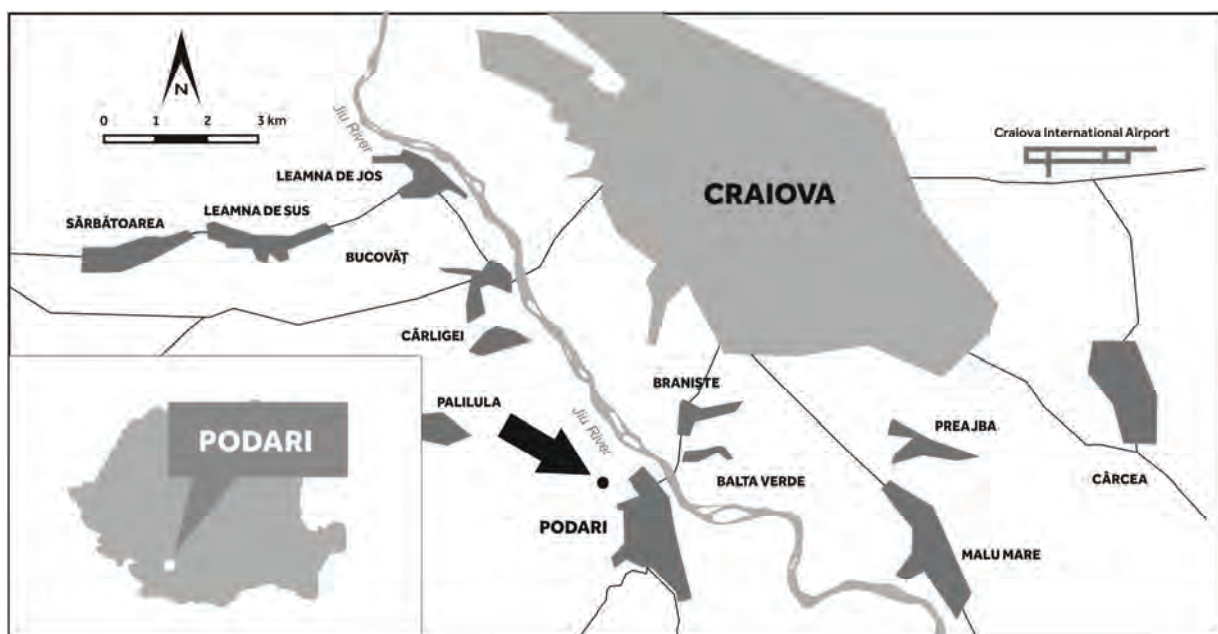 N
0 1 2 3 km
Jiu River
Craiova International Airport
LEAMNA DE JOS
CRAIOVA
LEAMNA DE SUS
SĂRBĂTOAREA
BUCOVĂȚ
CÂRLIGEI
BRANIȘTE
PALILULA
Jiu River
PREAJBA
PODARI
BALTA VERDE
CÂRCEA
PODARI
MALU MARE